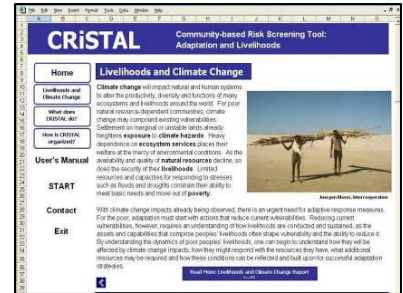 File Edit View Insert Format Tools Data Window Help
CRiSTAL
Community-based Risk Screening Tool:
Adaptation and Livelihoods
Home
Livelihoods and
Climate Change
What does
CRiSTAL do?
How is CRiSTAL
organized?
User's Manual
START
Contact
Exit
Livelihoods and Climate Change
Climate change will impact natural and human systems
to alter the productivity, diversity and functions of many
ecosystems and livelihoods around the world. For poor
natural resource-dependent communities, climate
change may compound existing vulnerabilities.
Settlement on marginal or unstable lands already
heightens exposure to climate hazards. Heavy
dependence on ecosystem services places their
welfare at the mercy of environmental conditions. As the
availability and quality of natural resources decline, so
does the security of their livelihoods. Limited
resources and capacities for responding to stresses
such as floods and droughts constrain their ability to
meet basic needs and move out of poverty.
Juergen Blaser, Intercooperation
With climate change impacts already being observed, there is an urgent need for adaptive response measures.
For the poor, adaptation must start with actions that reduce current vulnerabilities. Reducing current
vulnerabilities, however, requires an understanding of how livelihoods are conducted and sustained, as the
assets and capabilities that comprise peoples' livelihoods often shape vulnerability and the ability to reduce it.
By understanding the dynamics of poor peoples' livelihoods, one can begin to understand how they will be
affected by climate change impacts, how they might respond with the resources they have, what additional
resources may be required and how these conditions can be reflected and built upon for successful adaptation
strategies.
Read More: Livelihoods and Climate Change Report